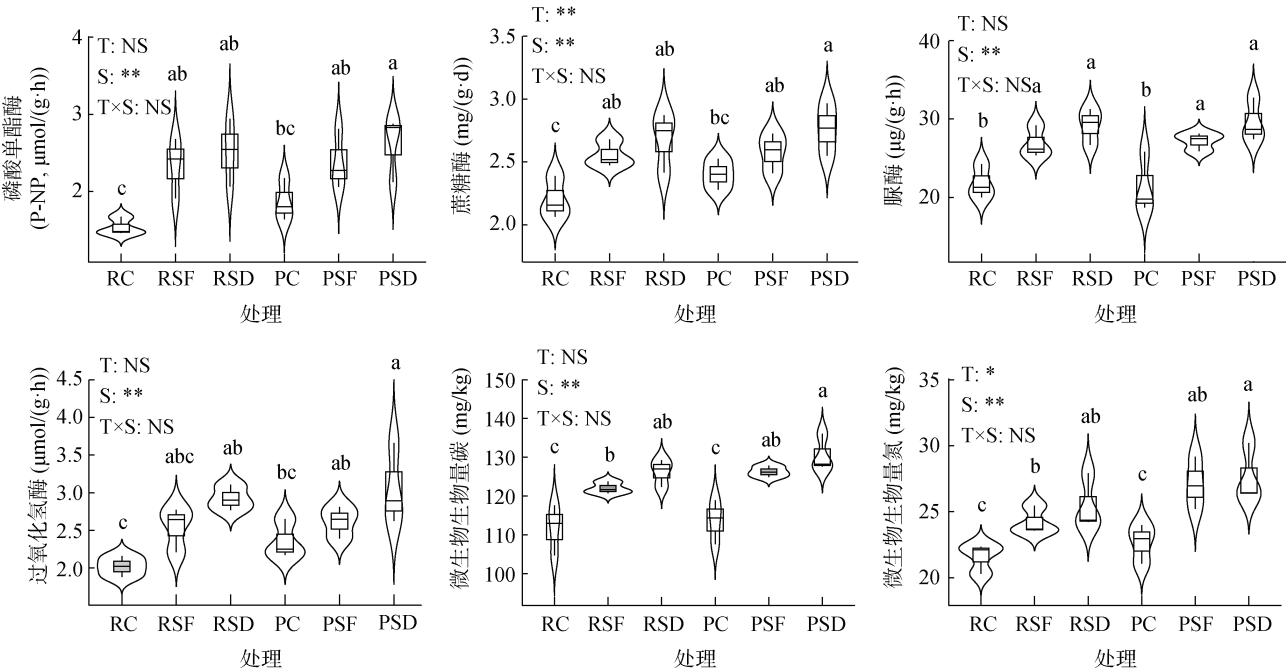 磷酸单酯酶
(P-NP, μmol/(g·h))
4
3
2
T: NS
S: **
T×S: NS
c
ab
ab
bc
ab
a
RC RSF RSD PC PSF PSD
处理
蔗糖酶 (mg/(g·d)
3.5
3.0
2.5
2.0
T: **
S: **
T×S: NS
c
ab
ab
bc
ab
a
RC RSF RSD PC PSF PSD
处理
脲酶 (μg/(g·h)
40
30
20
T: NS
S: **
T×S: NS
b
a
a
b
a
a
RC RSF RSD PC PSF PSD
处理
过氧化氢酶 (μmol/(g·h)
4.5
4.0
3.5
3.0
2.5
2.0
T: NS
S: **
T×S: NS
c
abc
ab
bc
ab
a
RC RSF RSD PC PSF PSD
处理
微生物生物量碳 (mg/kg)
150
140
130
120
110
100
T: NS
S: **
T×S: NS
c
b
ab
c
ab
a
RC RSF RSD PC PSF PSD
处理
微生物生物量氮 (mg/kg)
35
30
25
20
T: *
S: **
T×S: NS
c
b
ab
c
ab
a
RC RSF RSD PC PSF PSD
处理